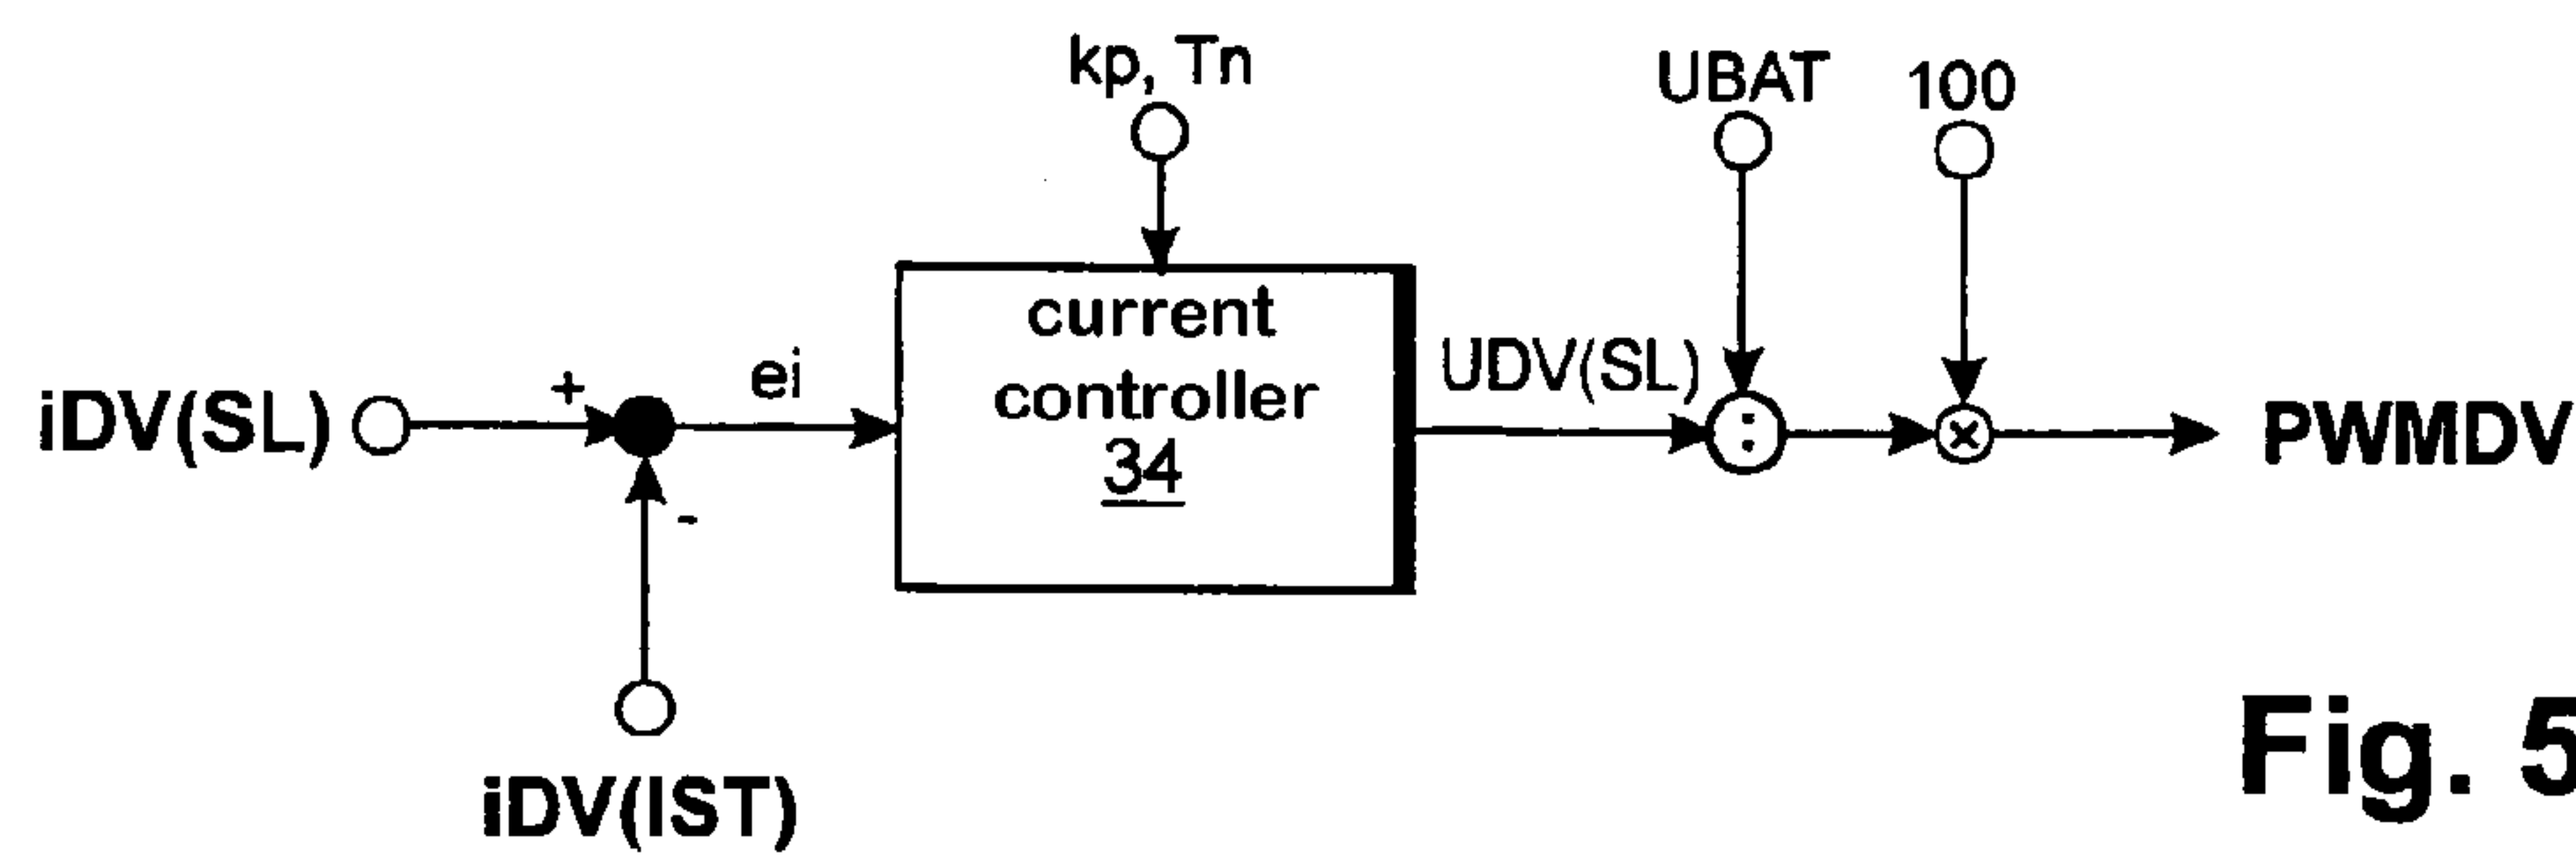 kp, Tn
UBAT
100
current
controller
34
iDV(SL)
+
ei
UDV(SL)
:
×
PWMDV
-
iDV(IST)
Fig. 5